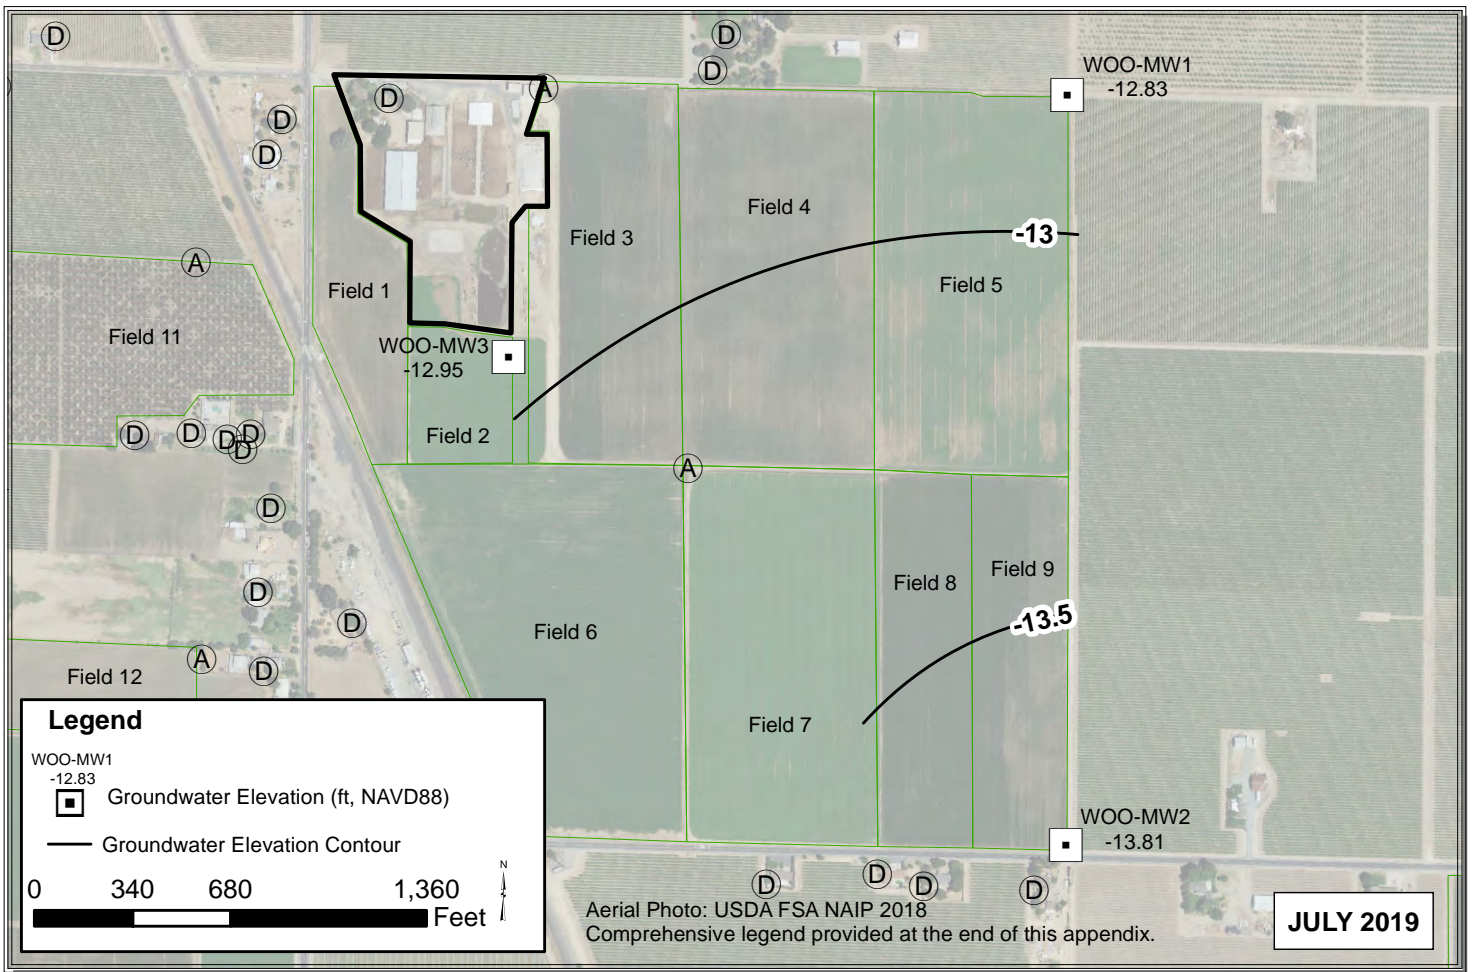 D
D
D
WOO-MW1
-12.83
D
A
D
D
Field 4
-13
Field 3
A
Field 5
Field 1
Field 11
WOO-MW3
-12.95
Field 2
D
D
D
D
D
A
D
Field 8
Field 9
D
-13.5
D
Field 6
A
D
Field 12
Field 7
Legend
WOO-MW1
-12.83
Groundwater Elevation (ft, NAVD88)
Groundwater Elevation Contour
N
0 340 680 1,360
Feet
WOO-MW2
-13.81
D
D
D
D
Aerial Photo: USDA FSA NAIP 2018
Comprehensive legend provided at the end of this appendix.
JULY 2019